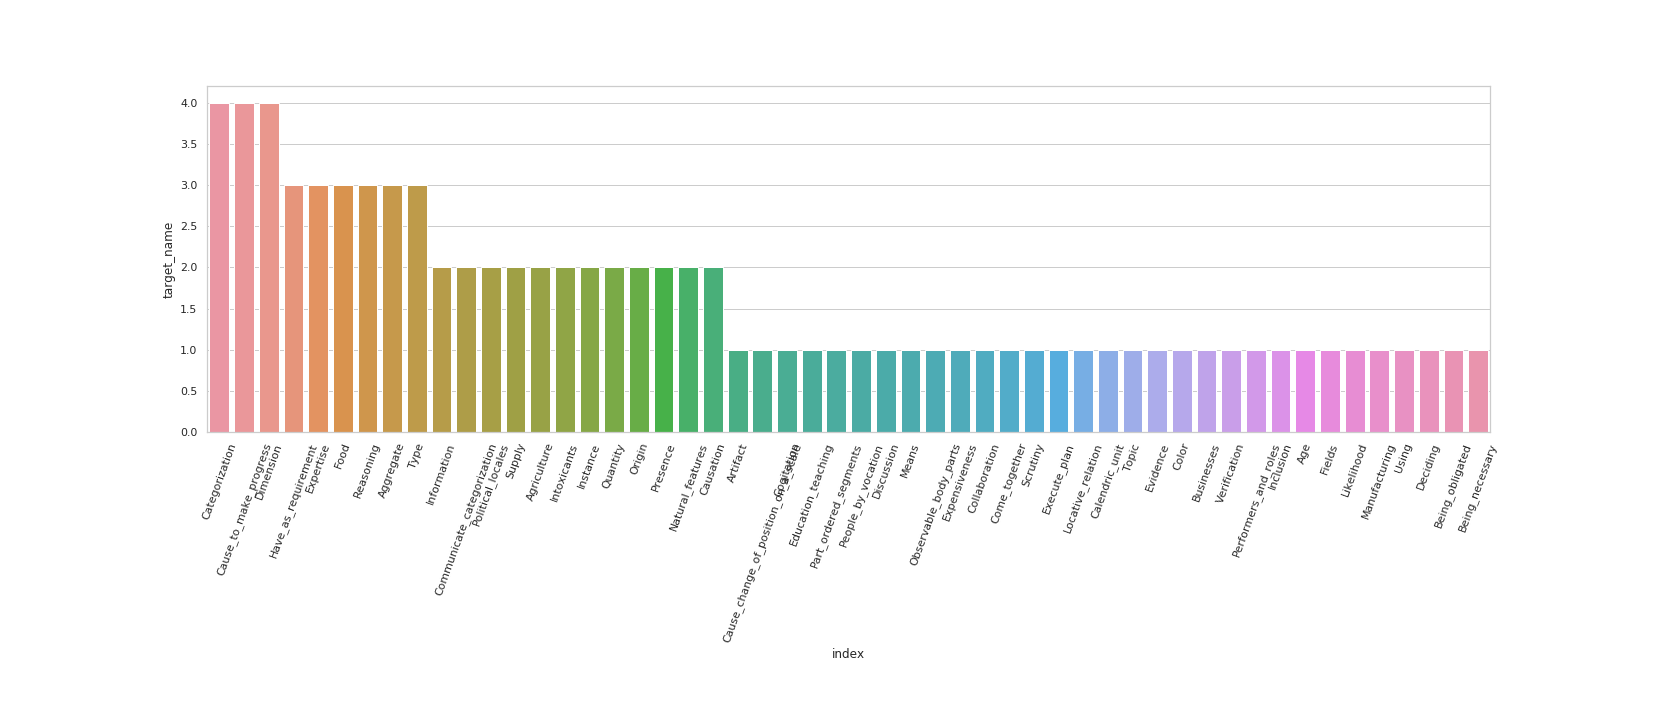 4.0
3.5
3.0
2.5
2.0
1.5
1.0
0.5
0.0
target_name
Categorization
Cause_to_make_progress
Dimension
Have_as_requirement
Expertise
Food
Reasoning
Aggregate
Type
Information
Communicate_categorization
Political_locales
Supply
Agriculture
Intoxicants
Instance
Quantity
Origin
Presence
Natural_features
Causation
Artifact
Cause_change_of_position_on_a_scale
Cogitation
Education_teaching
Part_ordered_segments
People_by_vocation
Discussion
Means
Observable_body_parts
Expensiveness
Collaboration
Come_together
Scrutiny
Execute_plan
Locative_relation
Calendric_unit
Topic
Evidence
Color
Businesses
Verification
Performers_and_roles
Inclusion
Age
Fields
Likelihood
Manufacturing
Using
Deciding
Being_obligated
Being_necessary
index